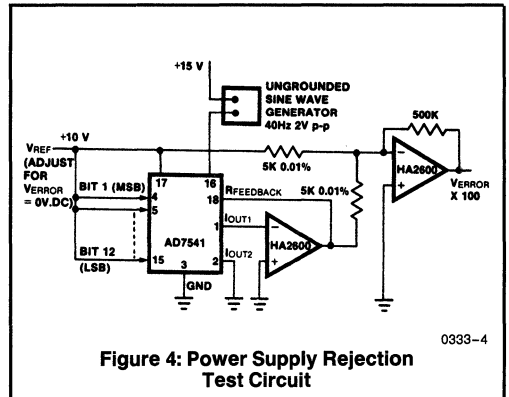 +15 V
UNGROUNDED
SINE WAVE
GENERATOR
40Hz 2V p-p
500K
+10 V
VREF
(ADJUST
FOR
VERROR
= 0V.DC)
5K 0.01%
HA2600
VERROR
X 100
17
16
BIT 1 (MSB)
4
5
18
RFEEDBACK
5K 0.01%
AD7541
1
IOUT1
HA2600
BIT 12
(LSB)
15
3
2
IOUT2
GND
0333-4
Figure 4: Power Supply Rejection
Test Circuit